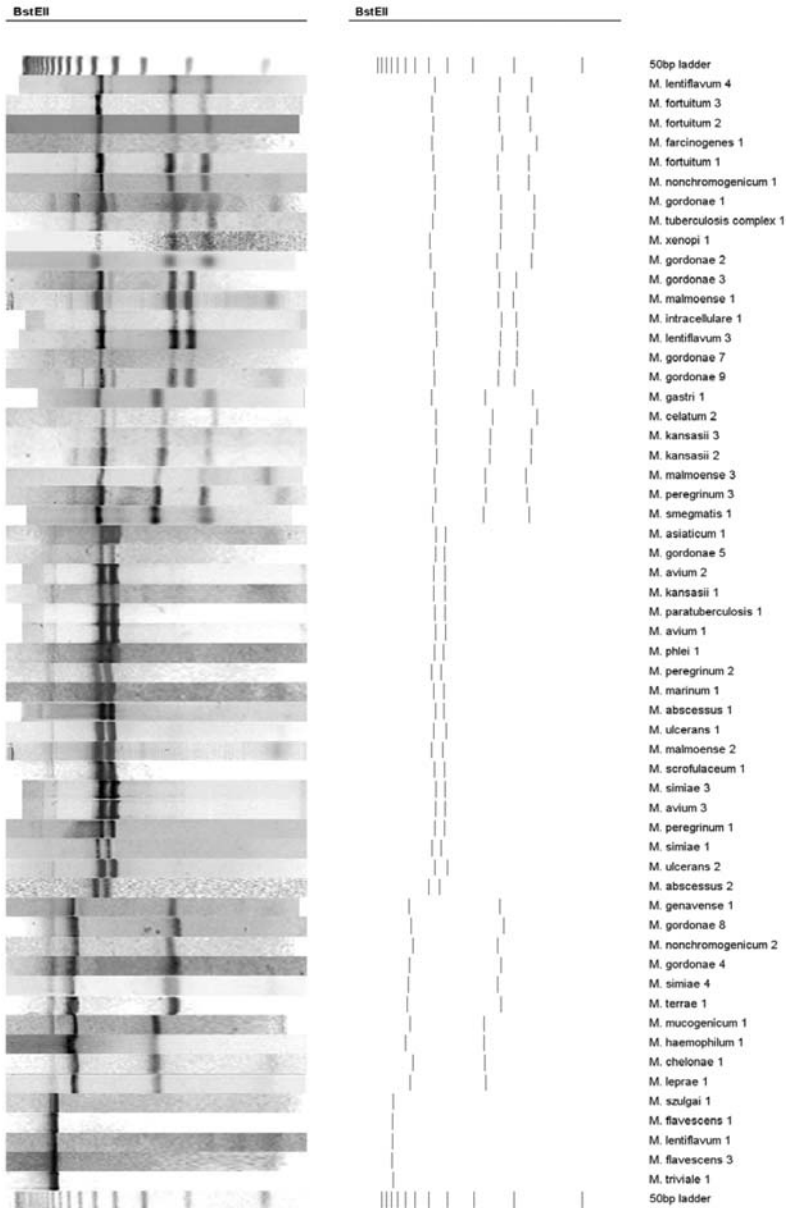 BstEII
BstEII
50bp ladder
M. lentiflavum 4
M. fortuitum 3
M. fortuitum 2
M. farcinogenes 1
M. fortuitum 1
M. nonchromogenicum 1
M. gordonae 1
M. tuberculosis complex 1
M. xenopi 1
M. gordonae 2
M. gordonae 3
M. malmoense 1
M. intracellulare 1
M. lentiflavum 3
M. gordonae 7
M. gordonae 9
M. gastri 1
M. celatum 2
M. kansasii 3
M. kansasii 2
M. malmoense 3
M. peregrinum 3
M. smegmatis 1
M. asiaticum 1
M. gordonae 5
M. avium 2
M. kansasii 1
M. paratuberculosis 1
M. avium 1
M. phlei 1
M. peregrinum 2
M. marinum 1
M. abscessus 1
M. ulcerans 1
M. malmoense 2
M. scrofulaceum 1
M. simiae 3
M. avium 3
M. peregrinum 1
M. simiae 1
M. ulcerans 2
M. abscessus 2
M. genavense 1
M. gordonae 8
M. nonchromogenicum 2
M. gordonae 4
M. simiae 4
M. terrae 1
M. mucogenicum 1
M. haemophilum 1
M. chelonae 1
M. leprae 1
M. szulgai 1
M. flavescens 1
M. lentiflavum 1
M. flavescens 3
M. triviale 1
50bp ladder